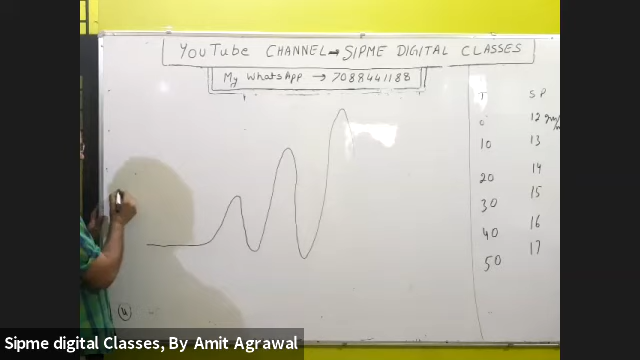 YouTube CHANNEL → SIPME DIGITAL CLASSES
My WhatsApp → 7088441188
T SP
0 12 gm/
10 13
20 14
30 15
40 16
50 17
Sipme digital Classes, By Amit Agrawal